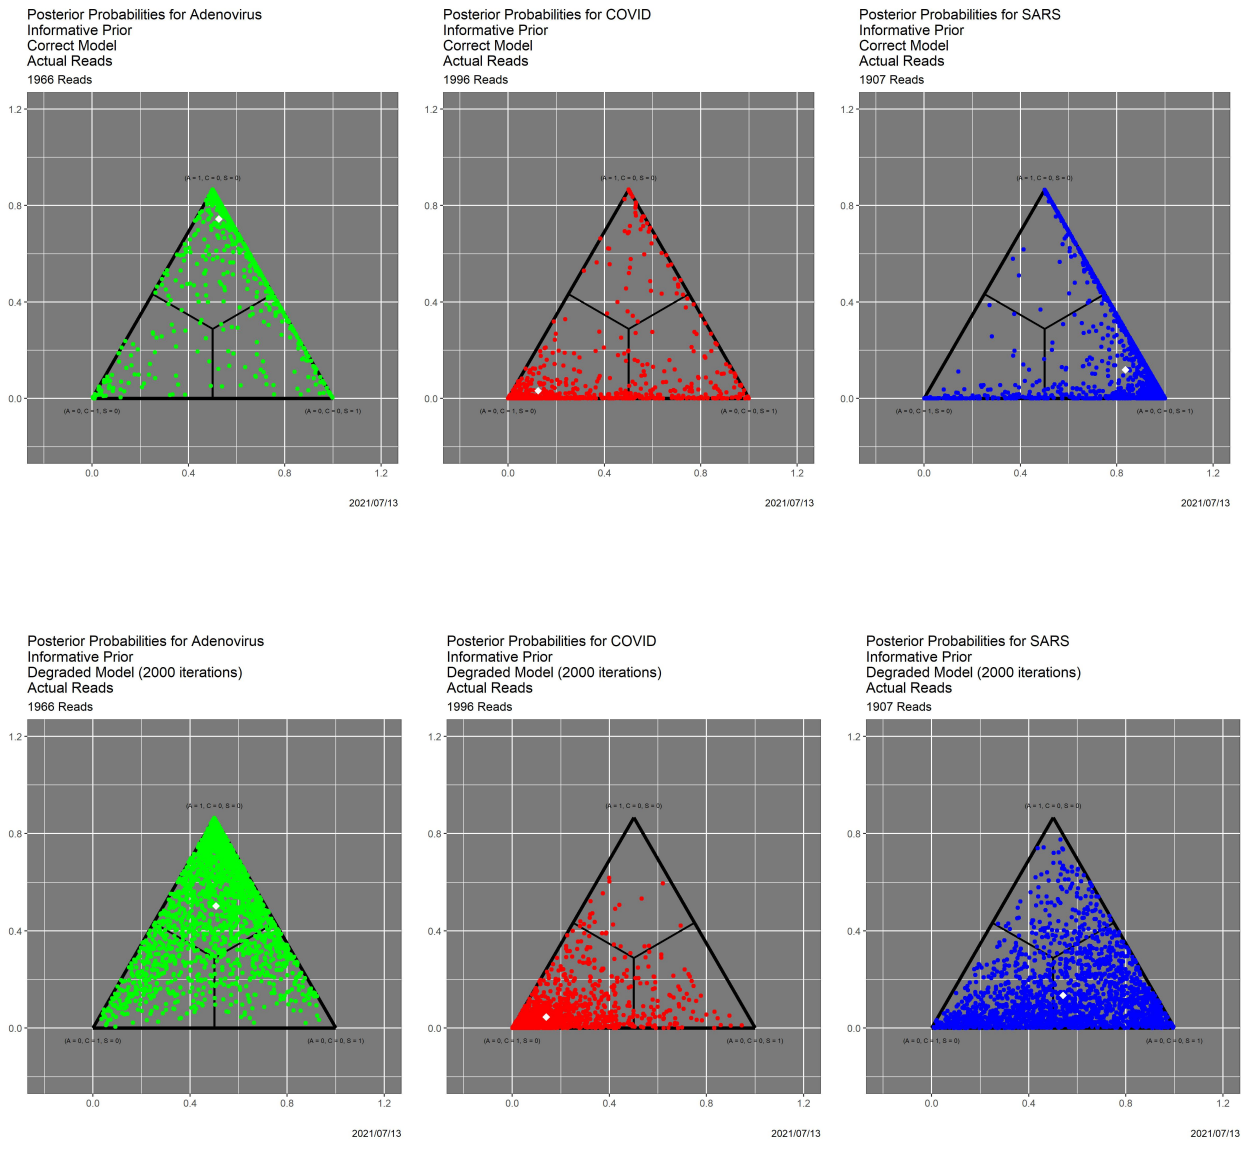 Posterior Probabilities for Adenovirus
Informative Prior
Correct Model
Actual Reads
1966 Reads
1.2
0.8
0.4
0.0
(A = 1, C = 0, S = 0)
(A = 0, C = 1, S = 0)
(A = 0, C = 0, S = 1)
0.0
0.4
0.8
1.2
2021/07/13
Posterior Probabilities for COVID
Informative Prior
Correct Model
Actual Reads
1996 Reads
1.2
0.8
0.4
0.0
(A = 1, C = 0, S = 0)
(A = 0, C = 1, S = 0)
(A = 0, C = 0, S = 1)
0.0
0.4
0.8
1.2
2021/07/13
Posterior Probabilities for SARS
Informative Prior
Correct Model
Actual Reads
1907 Reads
1.2
0.8
0.4
0.0
(A = 1, C = 0, S = 0)
(A = 0, C = 1, S = 0)
(A = 0, C = 0, S = 1)
0.0
0.4
0.8
1.2
2021/07/13
Posterior Probabilities for Adenovirus
Informative Prior
Degraded Model (2000 iterations)
Actual Reads
1966 Reads
1.2
0.8
0.4
0.0
(A = 1, C = 0, S = 0)
(A = 0, C = 1, S = 0)
(A = 0, C = 0, S = 1)
0.0
0.4
0.8
1.2
2021/07/13
Posterior Probabilities for COVID
Informative Prior
Degraded Model (2000 iterations)
Actual Reads
1996 Reads
1.2
0.8
0.4
0.0
(A = 1, C = 0, S = 0)
(A = 0, C = 1, S = 0)
(A = 0, C = 0, S = 1)
0.0
0.4
0.8
1.2
2021/07/13
Posterior Probabilities for SARS
Informative Prior
Degraded Model (2000 iterations)
Actual Reads
1907 Reads
1.2
0.8
0.4
0.0
(A = 1, C = 0, S = 0)
(A = 0, C = 1, S = 0)
(A = 0, C = 0, S = 1)
0.0
0.4
0.8
1.2
2021/07/13